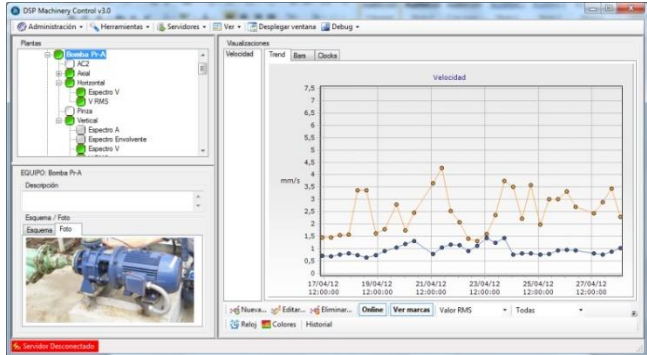 DSP Machinery Control v3.0
Administración Herramientas Servidores Ver Desplegar ventana Debug
Plantas
Bomba Pr-A
AC2
Axial
Horizontal
Espectro V
V RMS
Pinza
Vertical
Espectro A
Espectro Envolvente
Espectro V
EQUIPO: Bomba Pr-A
Descripción
Esquema / Foto
Esquema Foto
Visualizaciones
Velocidad
Trend Bars Clocks
Velocidad
7,5
7
6,5
6
5,5
5
4,5
4
3,5
3
2,5
2
1,5
1
0,5
0
mm/s
17/04/12 19/04/12 21/04/12 23/04/12 25/04/12 27/04/12
12:00:00 12:00:00 12:00:00 12:00:00 12:00:00 12:00:00
Nueva... Editar... Eliminar... Online Ver marcas Valor RMS Todas
Reloj Colores Historial
Servidor Desconectado